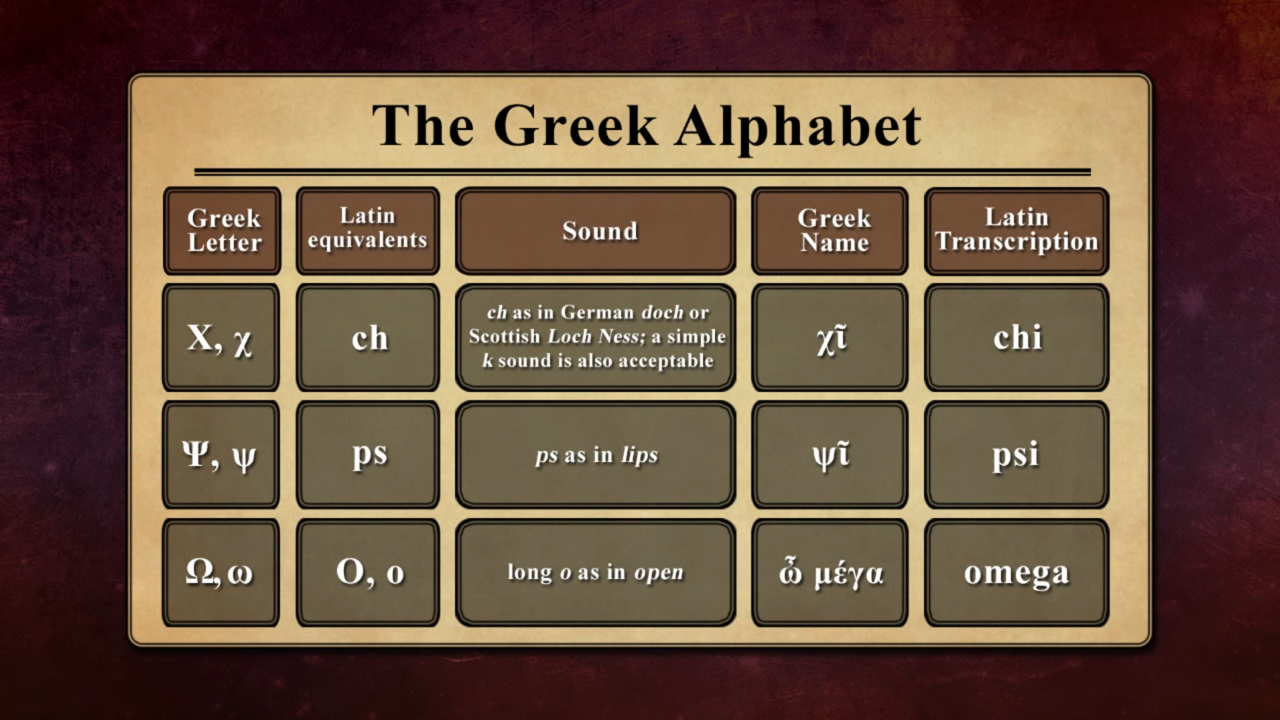 The Greek Alphabet
Greek Letter
Latin equivalents
Sound
Greek Name
Latin Transcription
Χ, χ
ch
ch as in German doch or
Scottish Loch Ness; a simple
k sound is also acceptable
χῖ
chi
Ψ, ψ
ps
ps as in lips
ψῖ
psi
Ω, ω
O, o
long o as in open
ὦ μέγα
omega